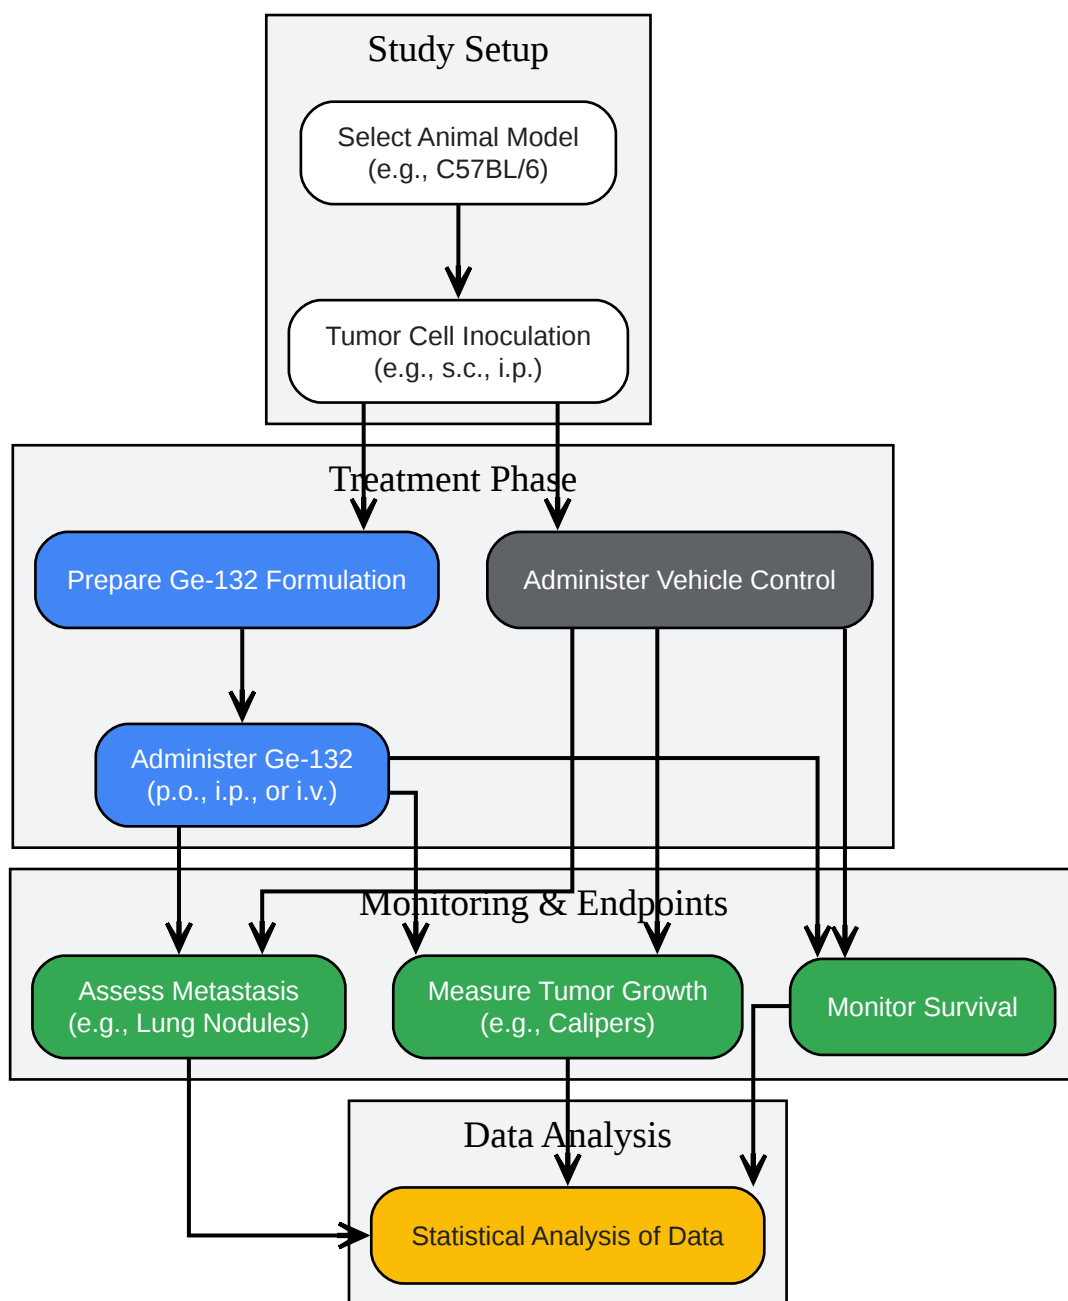 Study Setup
Select Animal Model
(e.g., C57BL/6)
Tumor Cell Inoculation
(e.g., s.c., i.p.)
Treatment Phase
Prepare Ge-132 Formulation
Administer Vehicle Control
Administer Ge-132
(p.o., i.p., or i.v.)
Monitoring & Endpoints
Assess Metastasis
(e.g., Lung Nodules)
Measure Tumor Growth
(e.g., Calipers)
Monitor Survival
Data Analysis
Statistical Analysis of Data